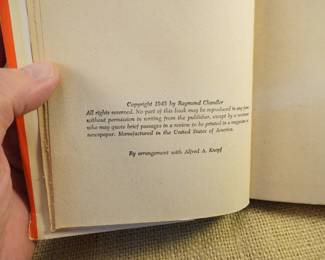 Copyright 1943 by Raymond Chandler
All rights reserved. No part of this book may be reproduced in any form
without permission in writing from the publisher, except by a reviewer
who may quote brief passages in a review to be printed in a magazine or
newspaper. Manufactured in the United States of America.
By arrangement with Alfred A. Knopf